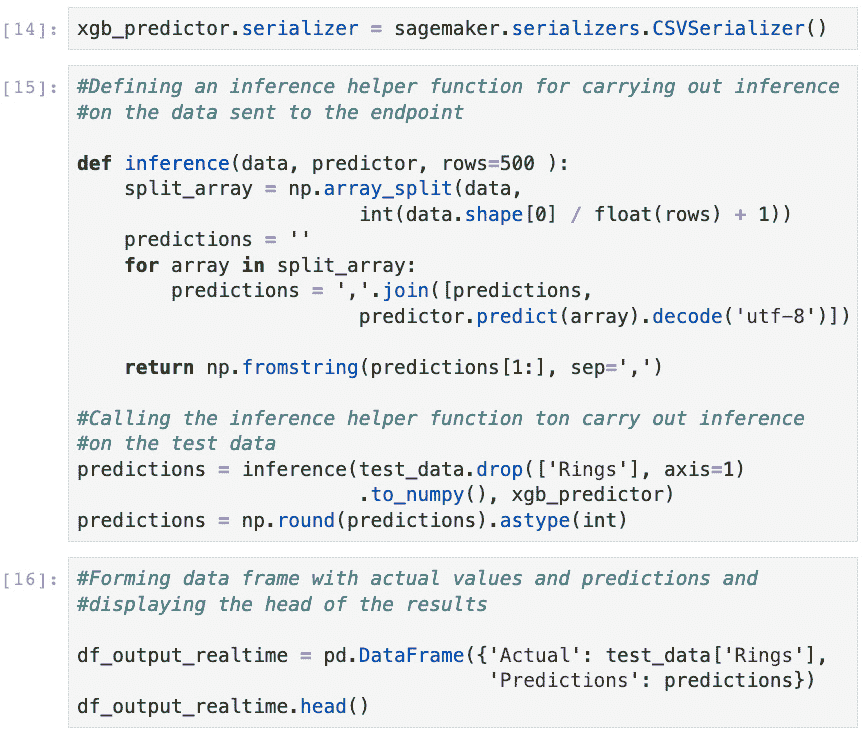 [14]: xgb_predictor.serializer = sagemaker.serializers.CSVSerializer()
[15]: #Defining an inference helper function for carrying out inference
#on the data sent to the endpoint
def inference(data, predictor, rows=500 ):
    split_array = np.array_split(data,
                        int(data.shape[0] / float(rows) + 1))
    predictions = ''
    for array in split_array:
        predictions = ','.join([predictions,
                        predictor.predict(array).decode('utf-8')])
    return np.fromstring(predictions[1:], sep=',')
#Calling the inference helper function ton carry out inference
#on the test data
predictions = inference(test_data.drop(['Rings'], axis=1)
                        .to_numpy(), xgb_predictor)
predictions = np.round(predictions).astype(int)
[16]: #Forming data frame with actual values and predictions and
#displaying the head of the results
df_output_realtime = pd.DataFrame({'Actual': test_data['Rings'],
                                   'Predictions': predictions})
df_output_realtime.head()